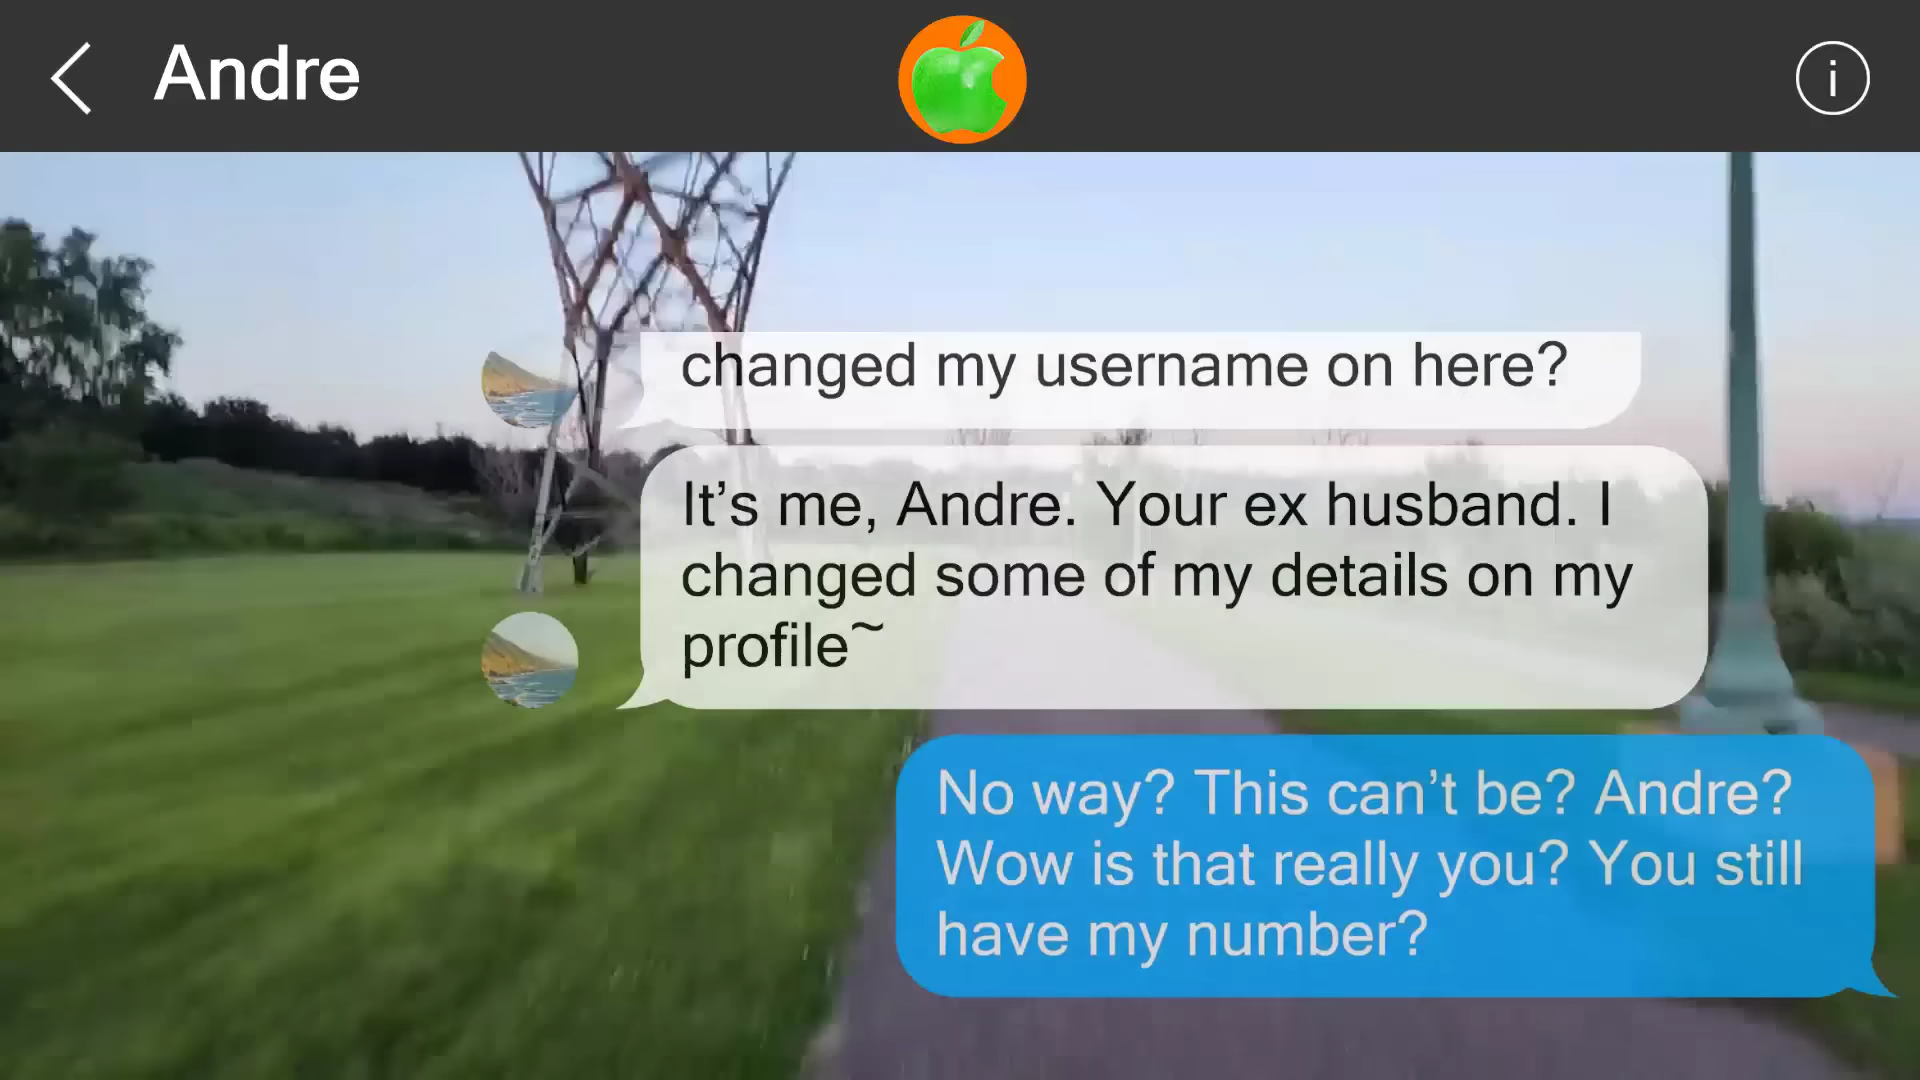 Andre
changed my username on here?
It’s me, Andre. Your ex husband. I
changed some of my details on my
profile~
No way? This can’t be? Andre?
Wow is that really you? You still
have my number?